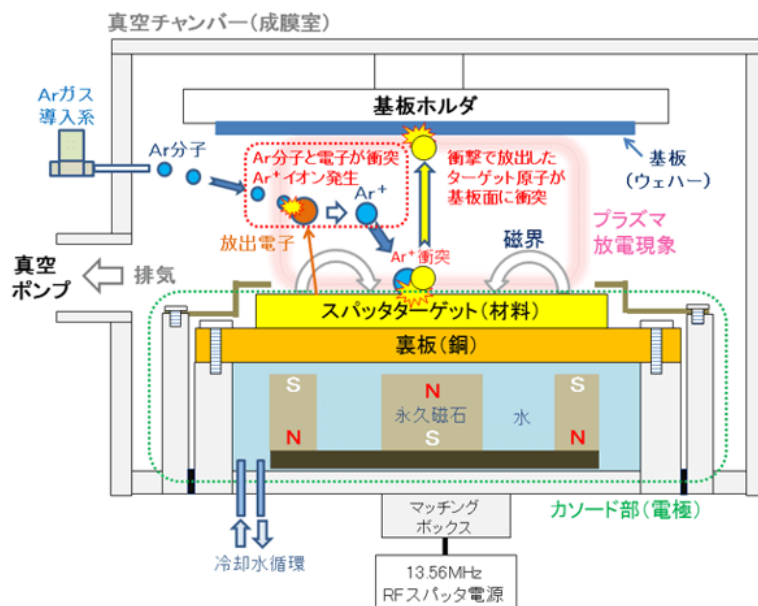 真空チャンバー(成膜室)
Arガス
導入系
Ar分子
基板ホルダ
Ar分子と電子が衝突
Ar⁺イオン発生
Ar⁺
衝撃で放出した
ターゲット原子が
基板面に衝突
基板
(ウェハー)
プラズマ
放電現象
放出電子
Ar⁺衝突
磁界
真空
ポンプ
排気
スパッタターゲット(材料)
裏板(銅)
S
N
S
永久磁石
水
N
S
N
カソード部(電極)
マッチング
ボックス
冷却水循環
13.56MHz
RFスパッタ電源